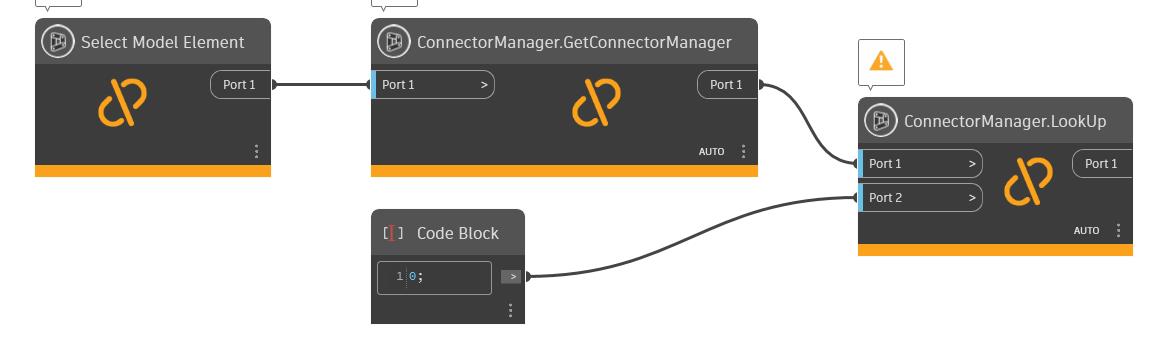 Select Model Element
Port 1
ConnectorManager.GetConnectorManager
Port 1 >
Port 1
AUTO
ConnectorManager.LookUp
Port 1 >
Port 1
Port 2 >
AUTO
Code Block
1 0;
>